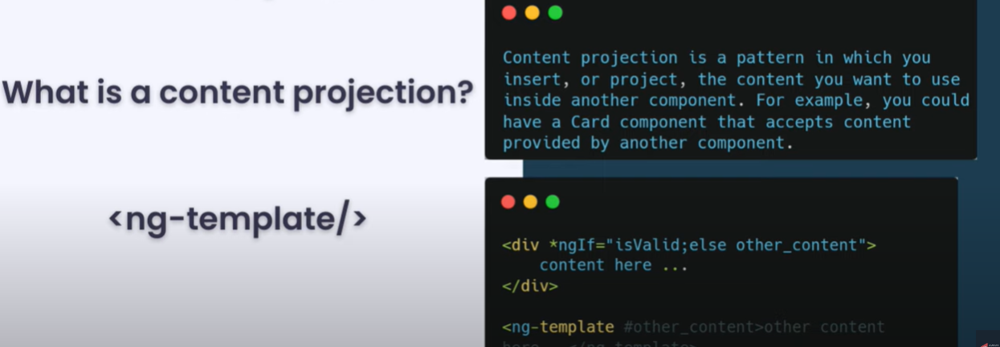 What is a content projection?
Content projection is a pattern in which you
insert, or project, the content you want to use
inside another component. For example, you could
have a Card component that accepts content
provided by another component.
<ng-template/>
<div *ngIf="isValid;else other_content">
content here ...
</div>
<ng-template #other_content>other content